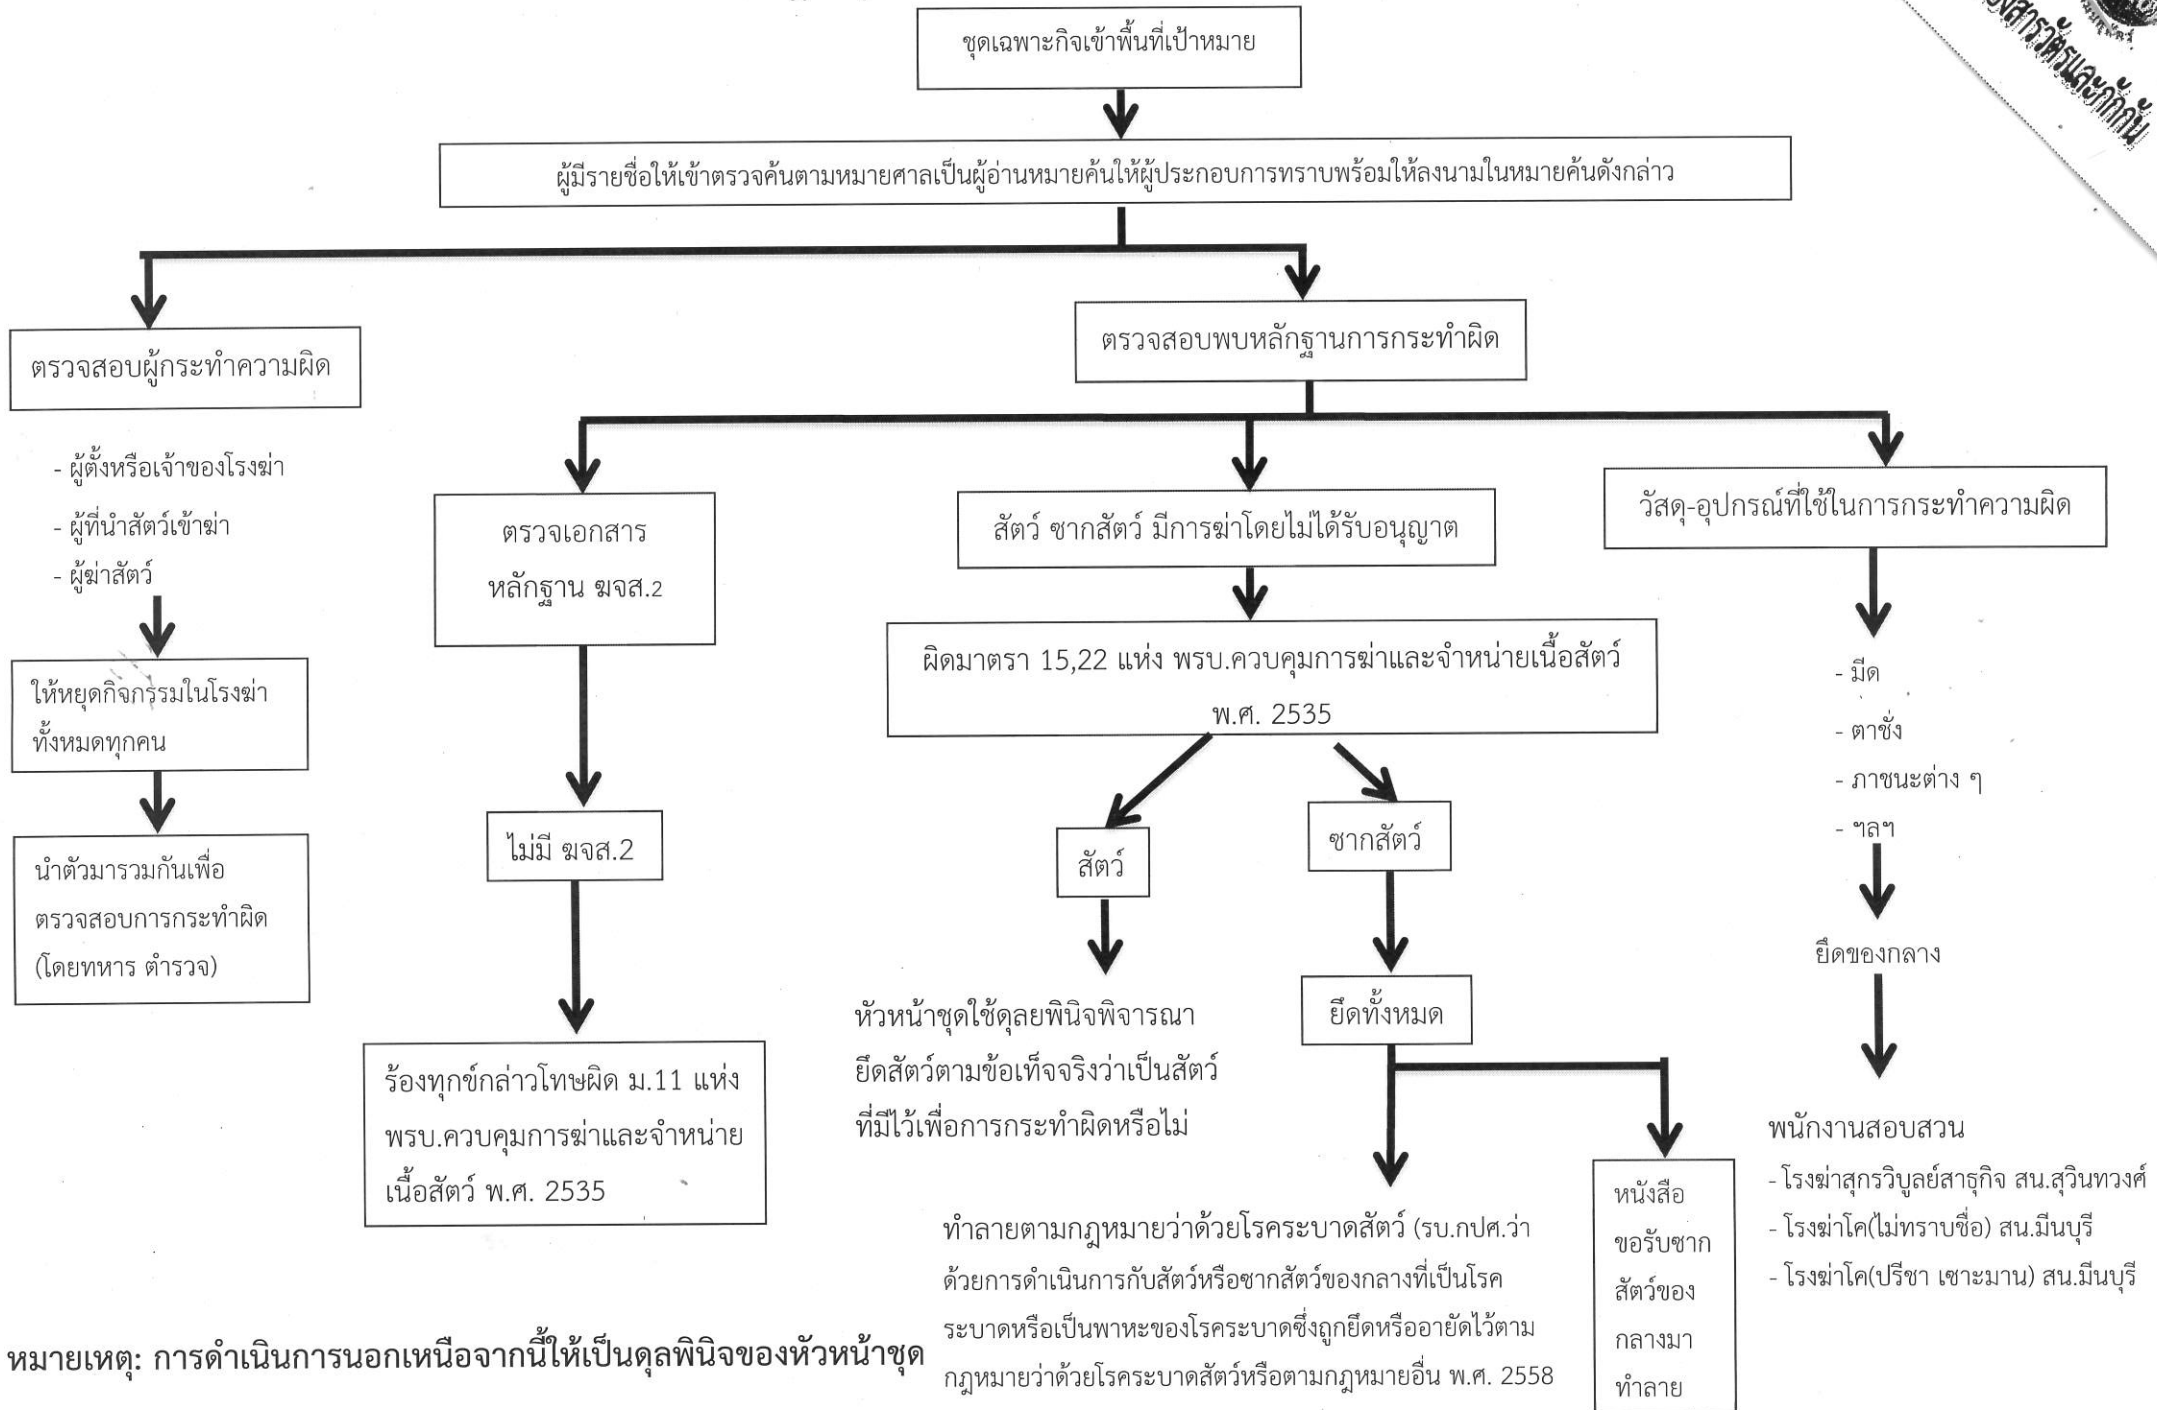 ชุดเฉพาะกิจเข้าพื้นที่เป้าหมาย
ผู้มีรายชื่อให้เข้าตรวจค้นตามหมายศาลเป็นผู้อ่านหมายค้นให้ผู้ประกอบการทราบพร้อมให้ลงนามในหมายค้นดังกล่าว
ตรวจสอบผู้กระทำความผิด
- ผู้ตั้งหรือเจ้าของโรงฆ่า
- ผู้ที่นำสัตว์เข้าฆ่า
- ผู้ฆ่าสัตว์
ให้หยุดกิจกรรมในโรงฆ่า
ทั้งหมดทุกคน
นำตัวมารวมกันเพื่อ
ตรวจสอบการกระทำผิด
(โดยทหาร ตำรวจ)
ตรวจสอบพบหลักฐานการกระทำผิด
ตรวจเอกสาร
หลักฐาน ฆจส.2
ไม่มี ฆจส.2
ร้องทุกข์กล่าวโทษผิด ม.11 แห่ง
พรบ.ควบคุมการฆ่าและจำหน่าย
เนื้อสัตว์ พ.ศ. 2535
สัตว์ ซากสัตว์ มีการฆ่าโดยไม่ได้รับอนุญาต
ผิดมาตรา 15,22 แห่ง พรบ.ควบคุมการฆ่าและจำหน่ายเนื้อสัตว์
พ.ศ. 2535
สัตว์
หัวหน้าชุดใช้ดุลยพินิจพิจารณา
ยึดสัตว์ตามข้อเท็จจริงว่าเป็นสัตว์
ที่มีไว้เพื่อการกระทำผิดหรือไม่
ซากสัตว์
ยึดทั้งหมด
ทำลายตามกฎหมายว่าด้วยโรคระบาดสัตว์ (รบ.กปศ.ว่า
ด้วยการดำเนินการกับสัตว์หรือซากสัตว์ของกลางที่เป็นโรค
ระบาดหรือเป็นพาหะของโรคระบาดซึ่งถูกยึดหรืออายัดไว้ตาม
กฎหมายว่าด้วยโรคระบาดสัตว์หรือตามกฎหมายอื่น พ.ศ. 2558
หนังสือ
ขอรับซาก
สัตว์ของ
กลางมา
ทำลาย
วัสดุ-อุปกรณ์ที่ใช้ในการกระทำความผิด
- มีด
- ตาชั่ง
- ภาชนะต่าง ๆ
- ฯลฯ
ยึดของกลาง
พนักงานสอบสวน
- โรงฆ่าสุกรวิบูลย์สาธุกิจ สน.สุวินทวงศ์
- โรงฆ่าโค(ไม่ทราบชื่อ) สน.มีนบุรี
- โรงฆ่าโค(ปรีชา เซาะมาน) สน.มีนบุรี
หมายเหตุ: การดำเนินการนอกเหนือจากนี้ให้เป็นดุลพินิจของหัวหน้าชุด